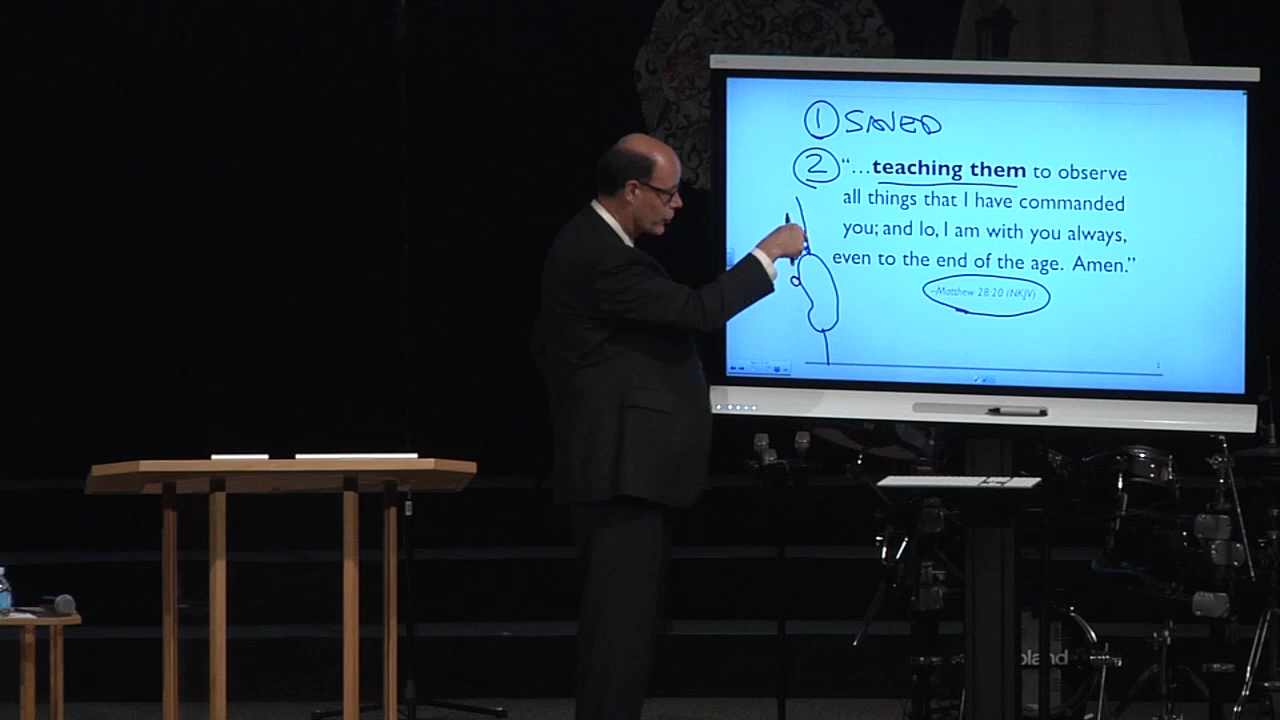 1 SAVED
2 “…teaching them to observe
all things that I have commanded
you; and lo, I am with you always,
even to the end of the age. Amen.”
–Matthew 28:20 (NKJV)
oland